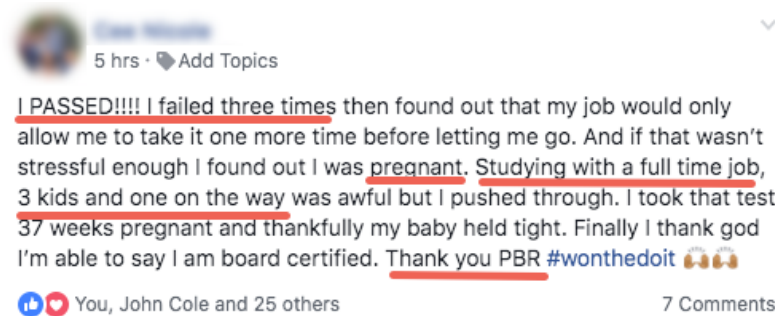 5 hrs · Add Topics
I PASSED!!!! I failed three times then found out that my job would only
allow me to take it one more time before letting me go. And if that wasn't
stressful enough I found out I was pregnant. Studying with a full time job,
3 kids and one on the way was awful but I pushed through. I took that test
37 weeks pregnant and thankfully my baby held tight. Finally I thank god
I'm able to say I am board certified. Thank you PBR #wonthedoit 🙌🏾🙌🏾
You, John Cole and 25 others 7 Comments